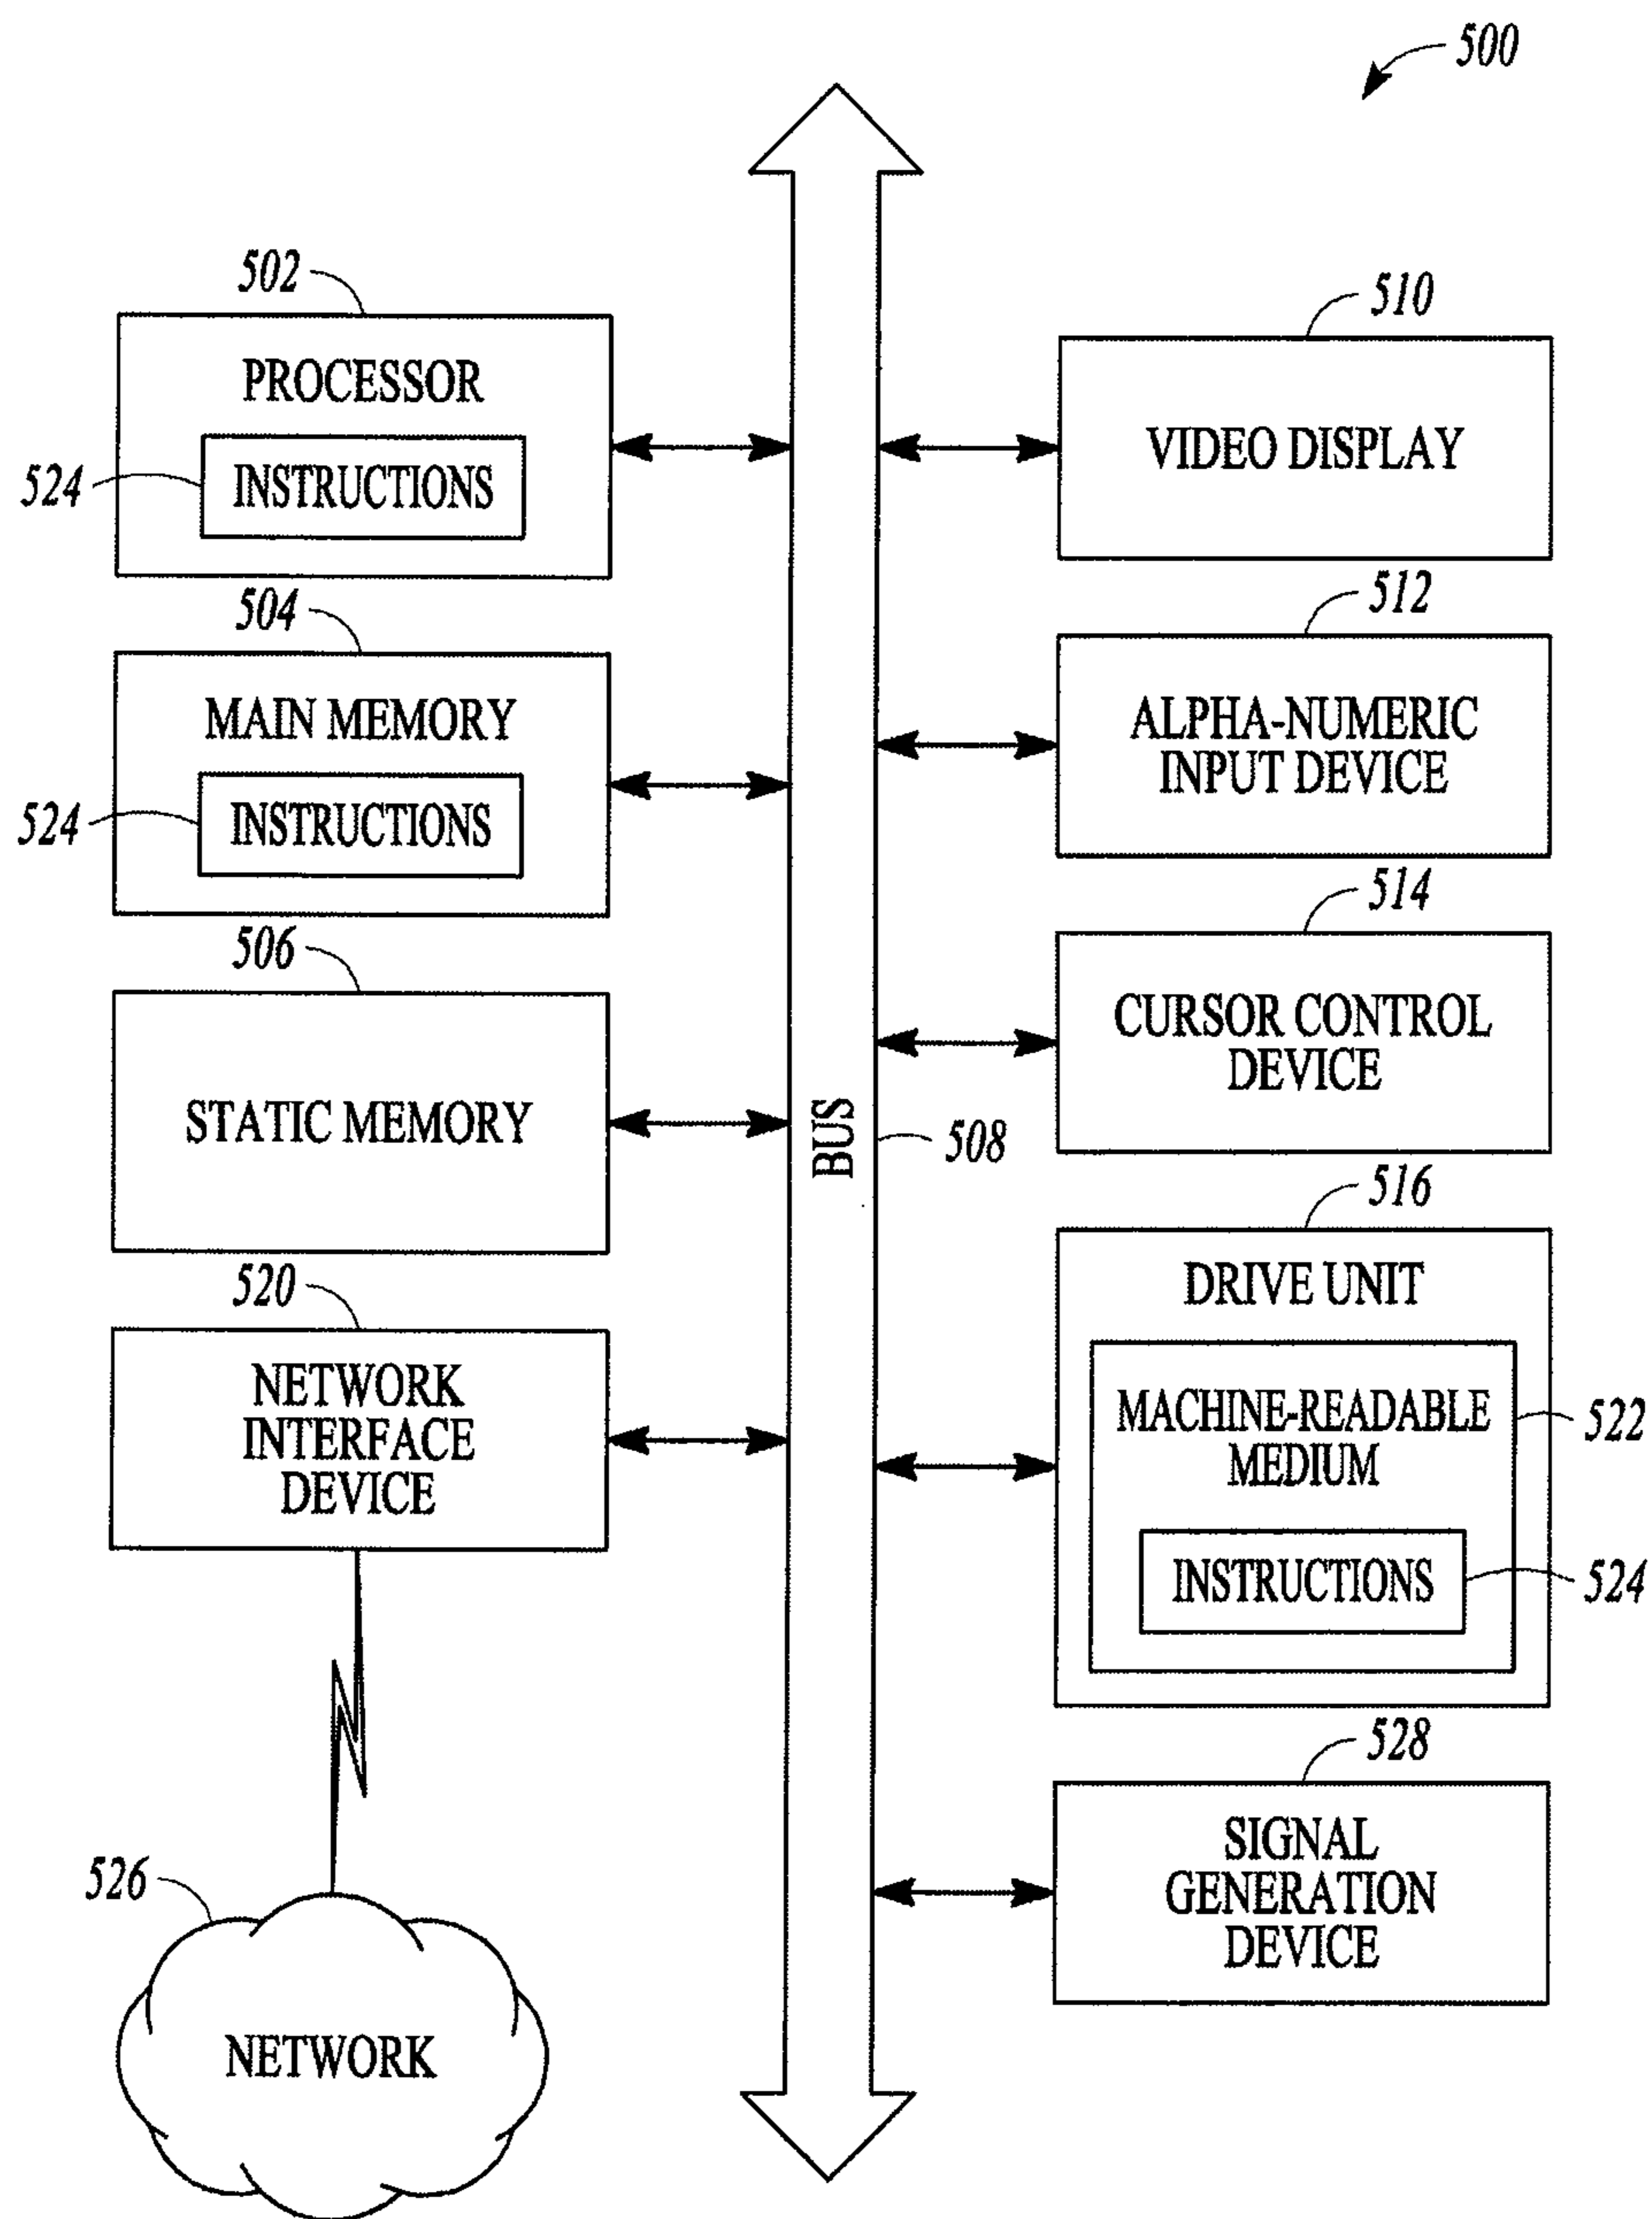 500
502
PROCESSOR
524
INSTRUCTIONS
504
MAIN MEMORY
524
INSTRUCTIONS
506
STATIC MEMORY
520
NETWORK
INTERFACE
DEVICE
526
NETWORK
BUS
508
510
VIDEO DISPLAY
512
ALPHA-NUMERIC
INPUT DEVICE
514
CURSOR CONTROL
DEVICE
516
DRIVE UNIT
MACHINE-READABLE
MEDIUM
522
INSTRUCTIONS
524
528
SIGNAL
GENERATION
DEVICE